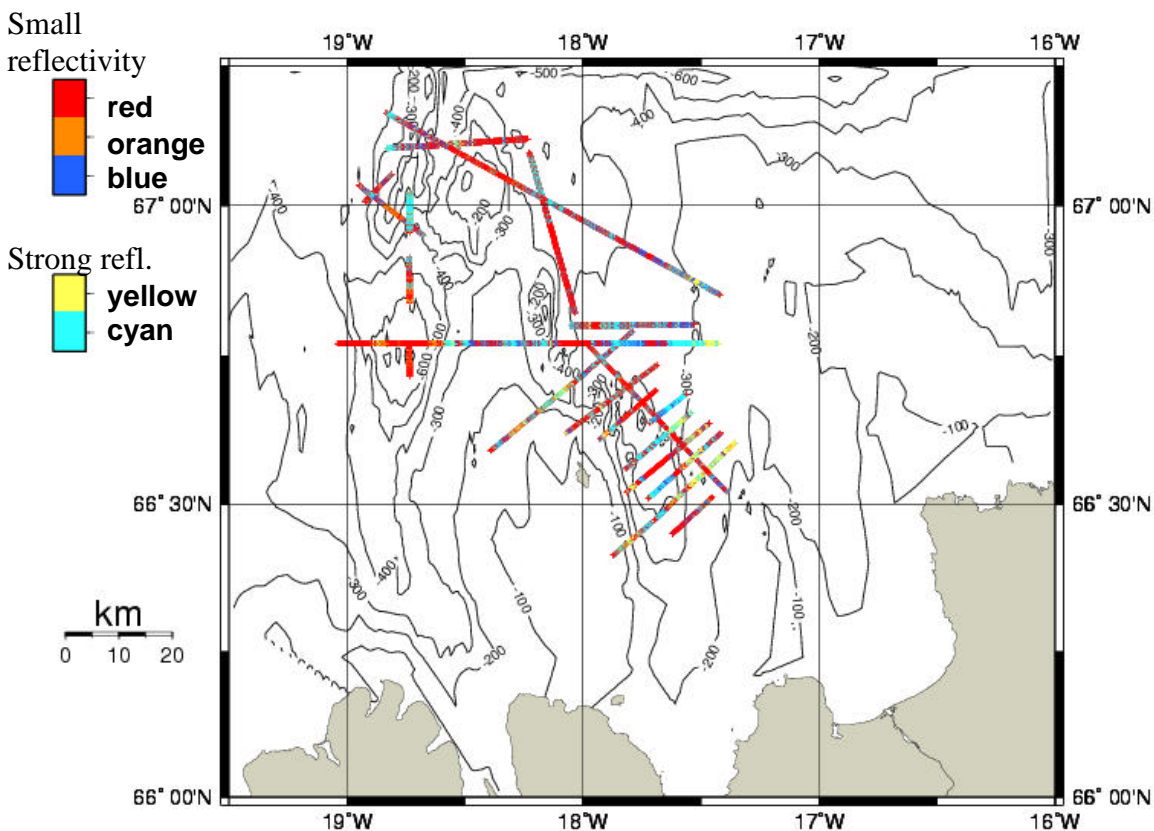 Small
reflectivity
red
orange
blue
Strong refl.
yellow
cyan
km
0 10 20
19°W 18°W 17°W 16°W
-500 -600
-200
-300 -400 -400
-300
67° 00'N 67° 00'N
-400 -200 -300
-300
-400
-200 -200
-300
-600
-400 -300
-300 -200
-300
-100
66° 30'N 66° 30'N
-200
-100
-400
-300 -100 -100
-200 -200
66° 00'N 66° 00'N
19°W 18°W 17°W 16°W